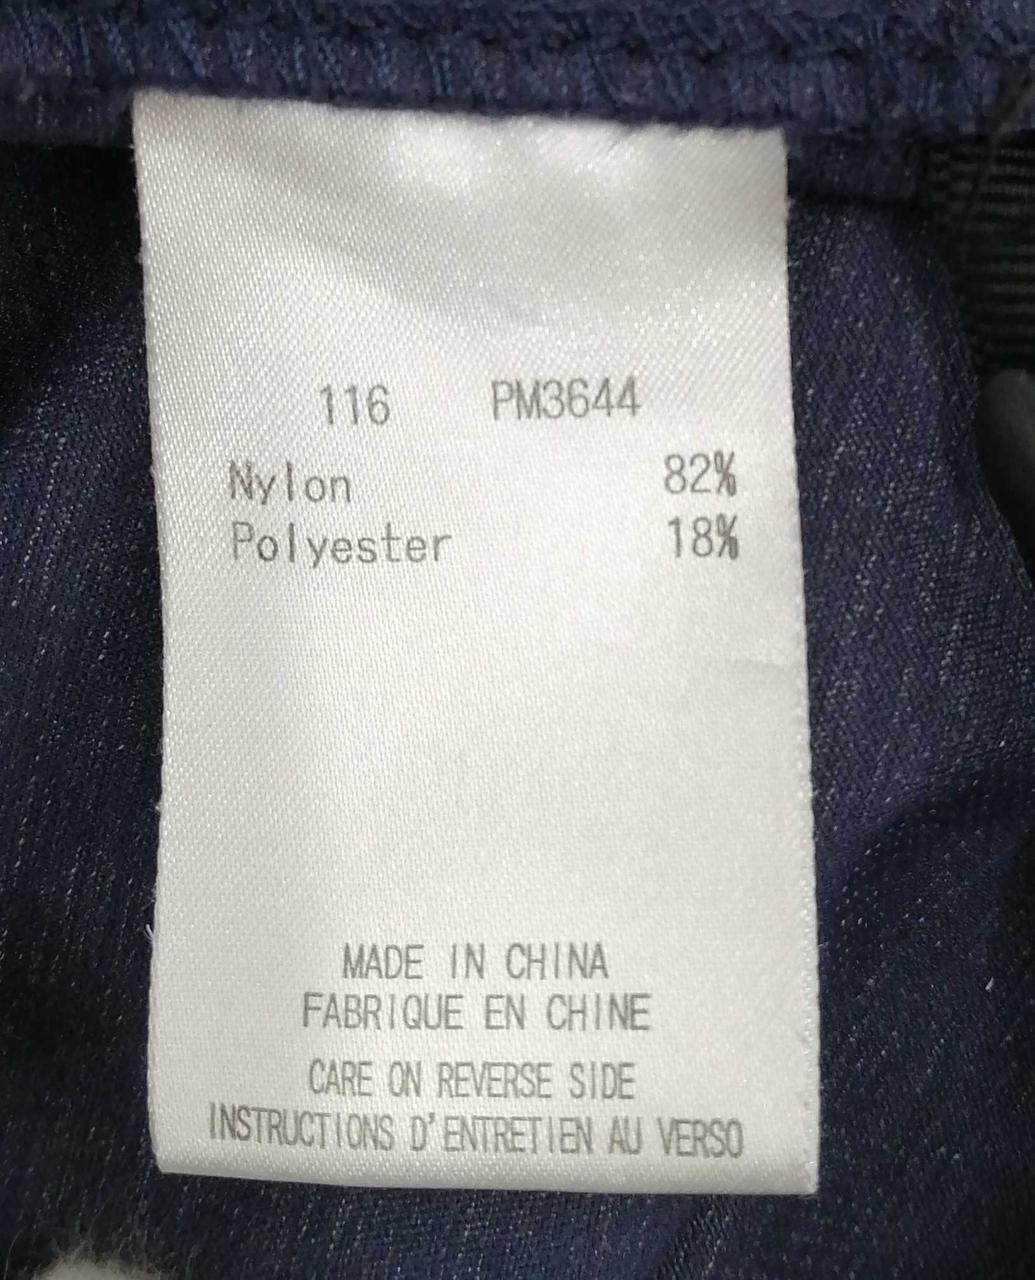 116 PM3644
Nylon 82%
Polyester 18%
MADE IN CHINA
FABRIQUE EN CHINE
CARE ON REVERSE SIDE
INSTRUCTIONS D'ENTRETIEN AU VERSO